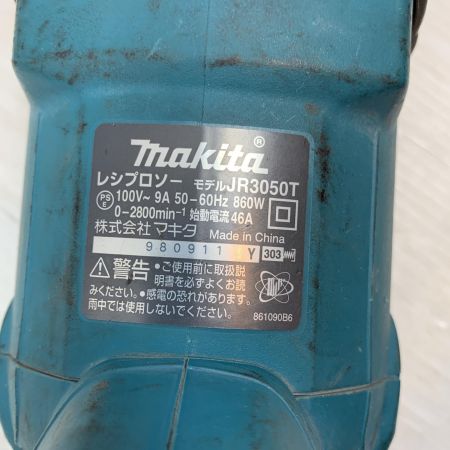 makita®
レシプロソー モデルJR3050T
PSE 100V～ 9A 50－60Hz 860W
0－2800min-1 始動電流46A
株式会社マキタ Made in China
980911 Y 303
⚠警告 •ご使用前に取扱説
明書を必ずよくお読
みください。•感電の恐れがあります。
雨中では使用しないでください。
861090B6